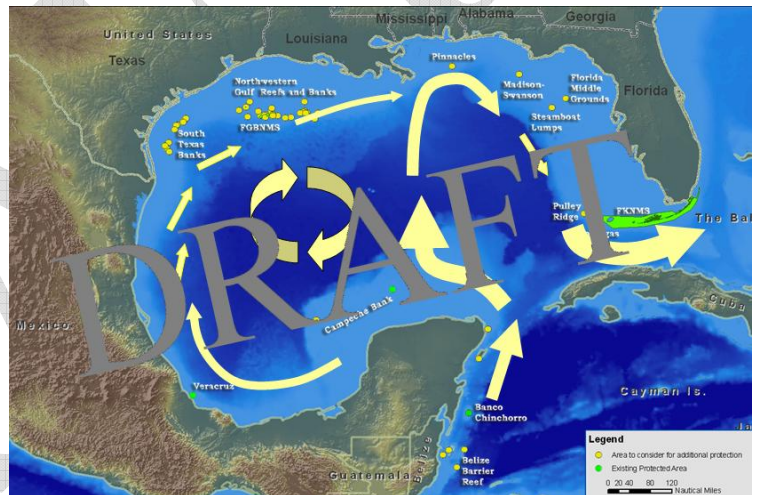 Mississippi
Alabama
Georgia
United States
Louisiana
Texas
Pinnacles
Northwestern
Gulf Reefs and Banks
Madison-
Swanson
Florida
Middle
Grounds
Florida
Steamboat
Lumps
FGBNMS
South
Texas
Banks
Pulley
Ridge
FKNMS
The Ba
DRAFT
Campeche Bank
Cuba
Mexico
Veracruz
Cayman Is.
Banco
Chinchorro
Belize
Belize
Barrier
Reef
Guatemala
Legend
Area to consider for additional protection
Existing Protected Area
0 20 40 80 120
Nautical Miles